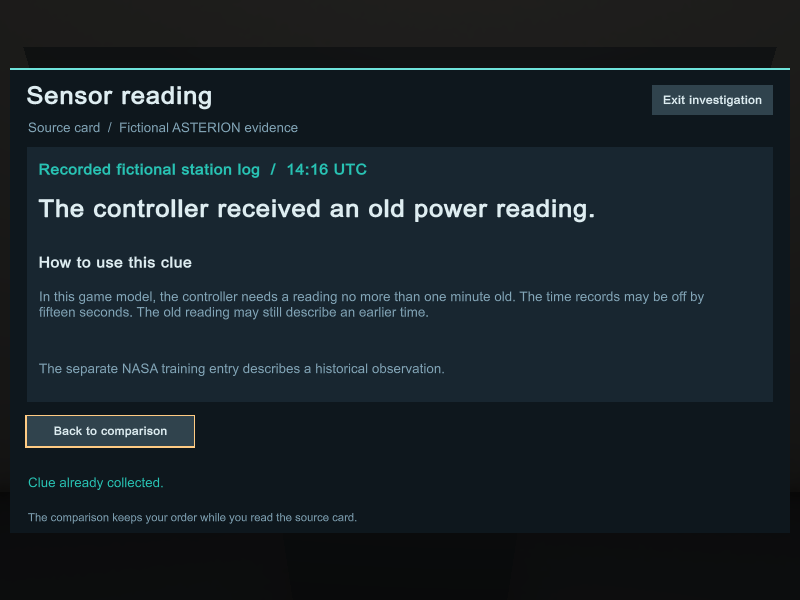 Sensor reading
Exit investigation
Source card / Fictional ASTERION evidence
Recorded fictional station log / 14:16 UTC
The controller received an old power reading.
How to use this clue
In this game model, the controller needs a reading no more than one minute old. The time records may be off by
fifteen seconds. The old reading may still describe an earlier time.
The separate NASA training entry describes a historical observation.
Back to comparison
Clue already collected.
The comparison keeps your order while you read the source card.